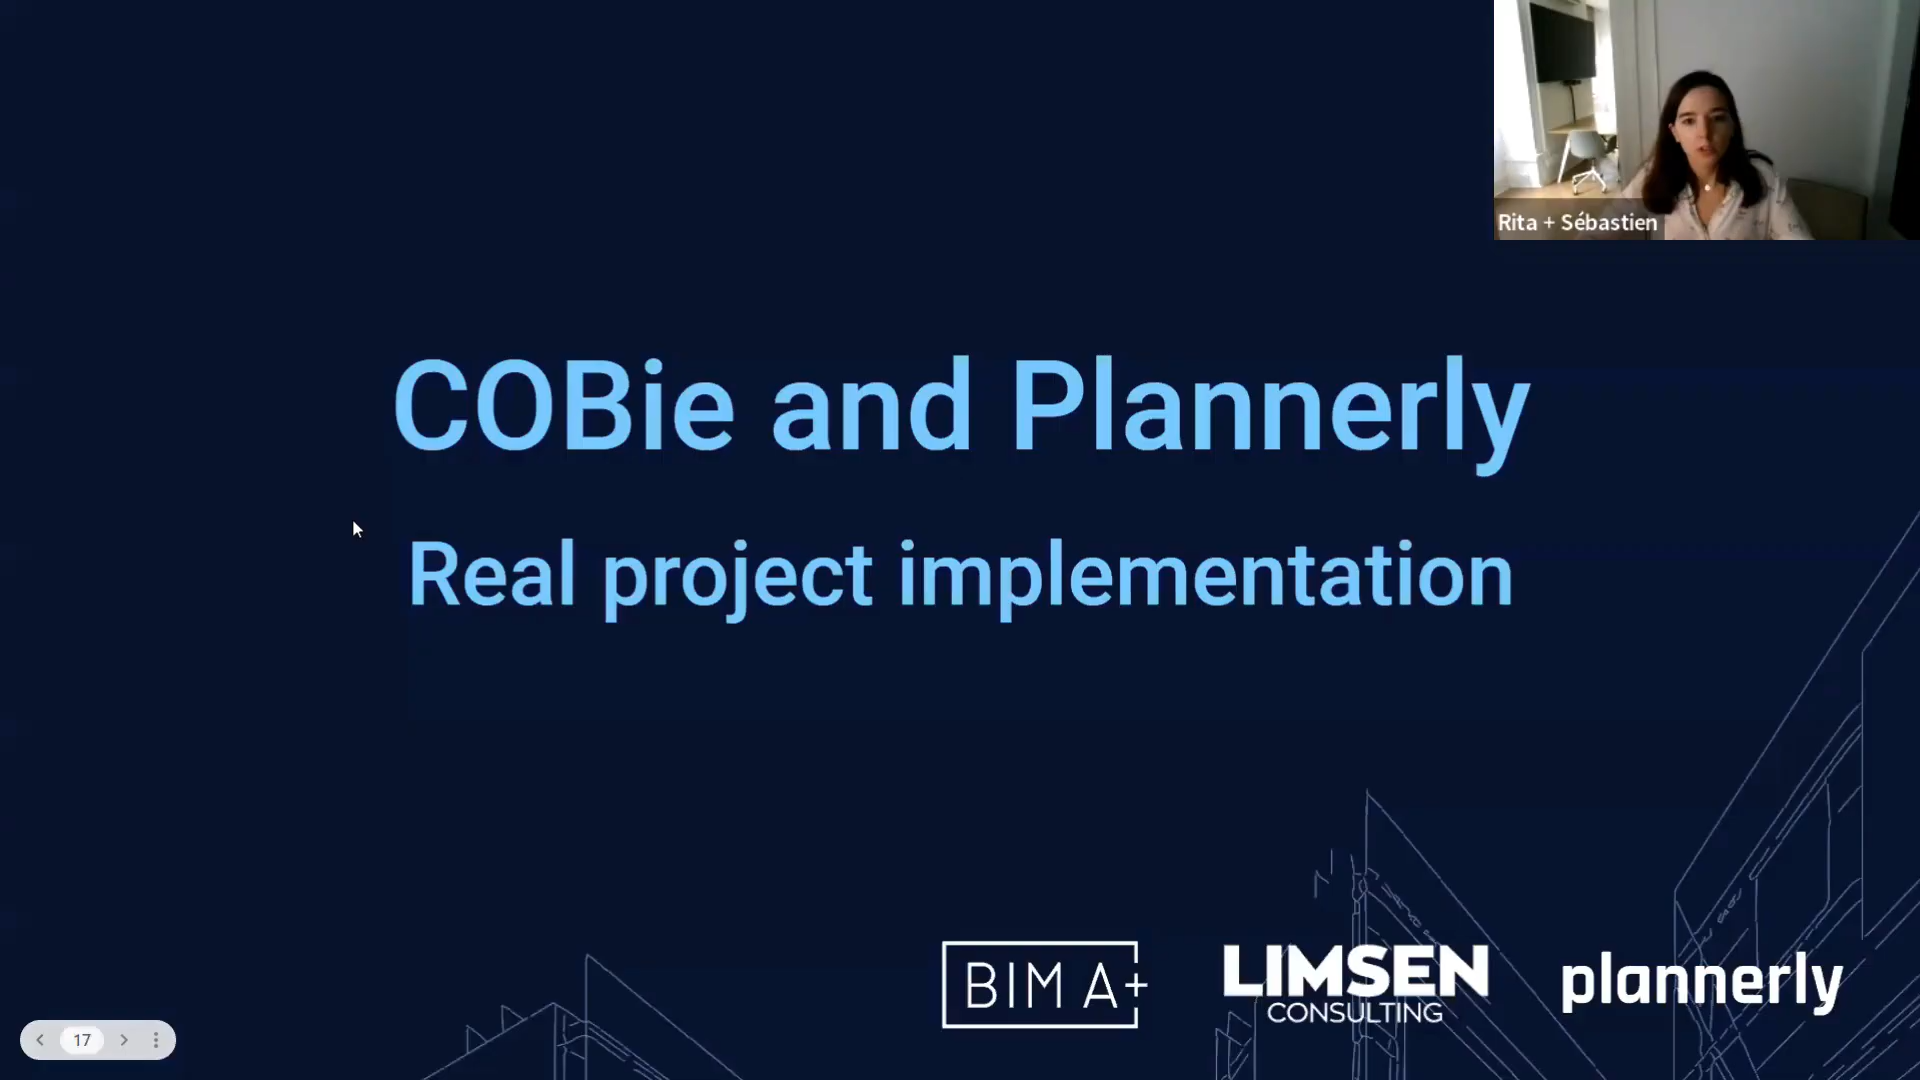 Rita + Sébastien
COBie and Plannerly
Real project implementation
BIM A+
LIMSEN
CONSULTING
plannerly
17